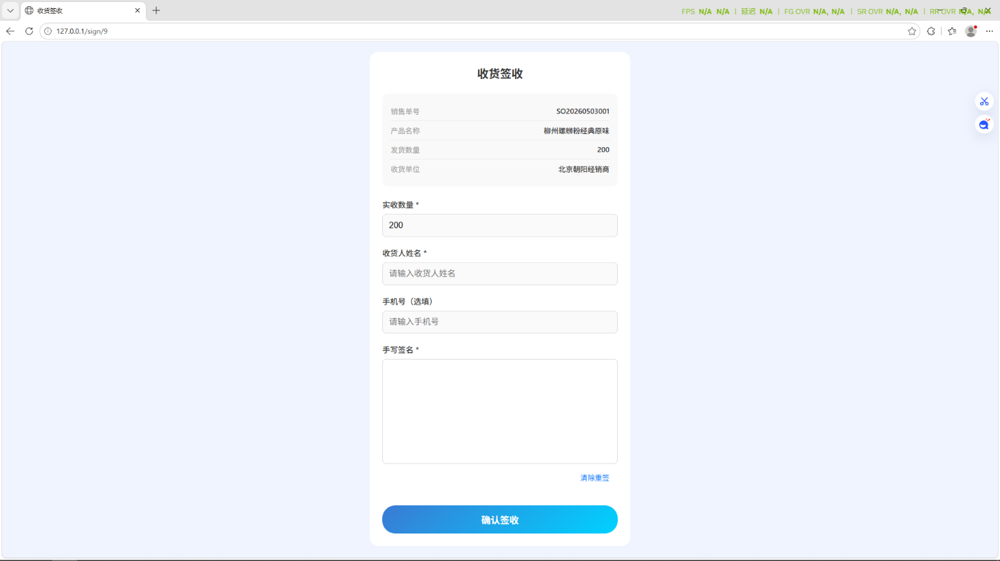 收货签收
FPS N/A N/A | 延迟 N/A | FG OVR N/A, N/A | SR OVR N/A, N/A | RR OVR N/A, N/A
127.0.0.1/sign/9
收货签收
销售单号 SO20260503001
产品名称 柳州螺蛳粉经典原味
发货数量 200
收货单位 北京朝阳经销商
实收数量 *
200
收货人姓名 *
请输入收货人姓名
手机号（选填）
请输入手机号
手写签名 *
清除重签
确认签收